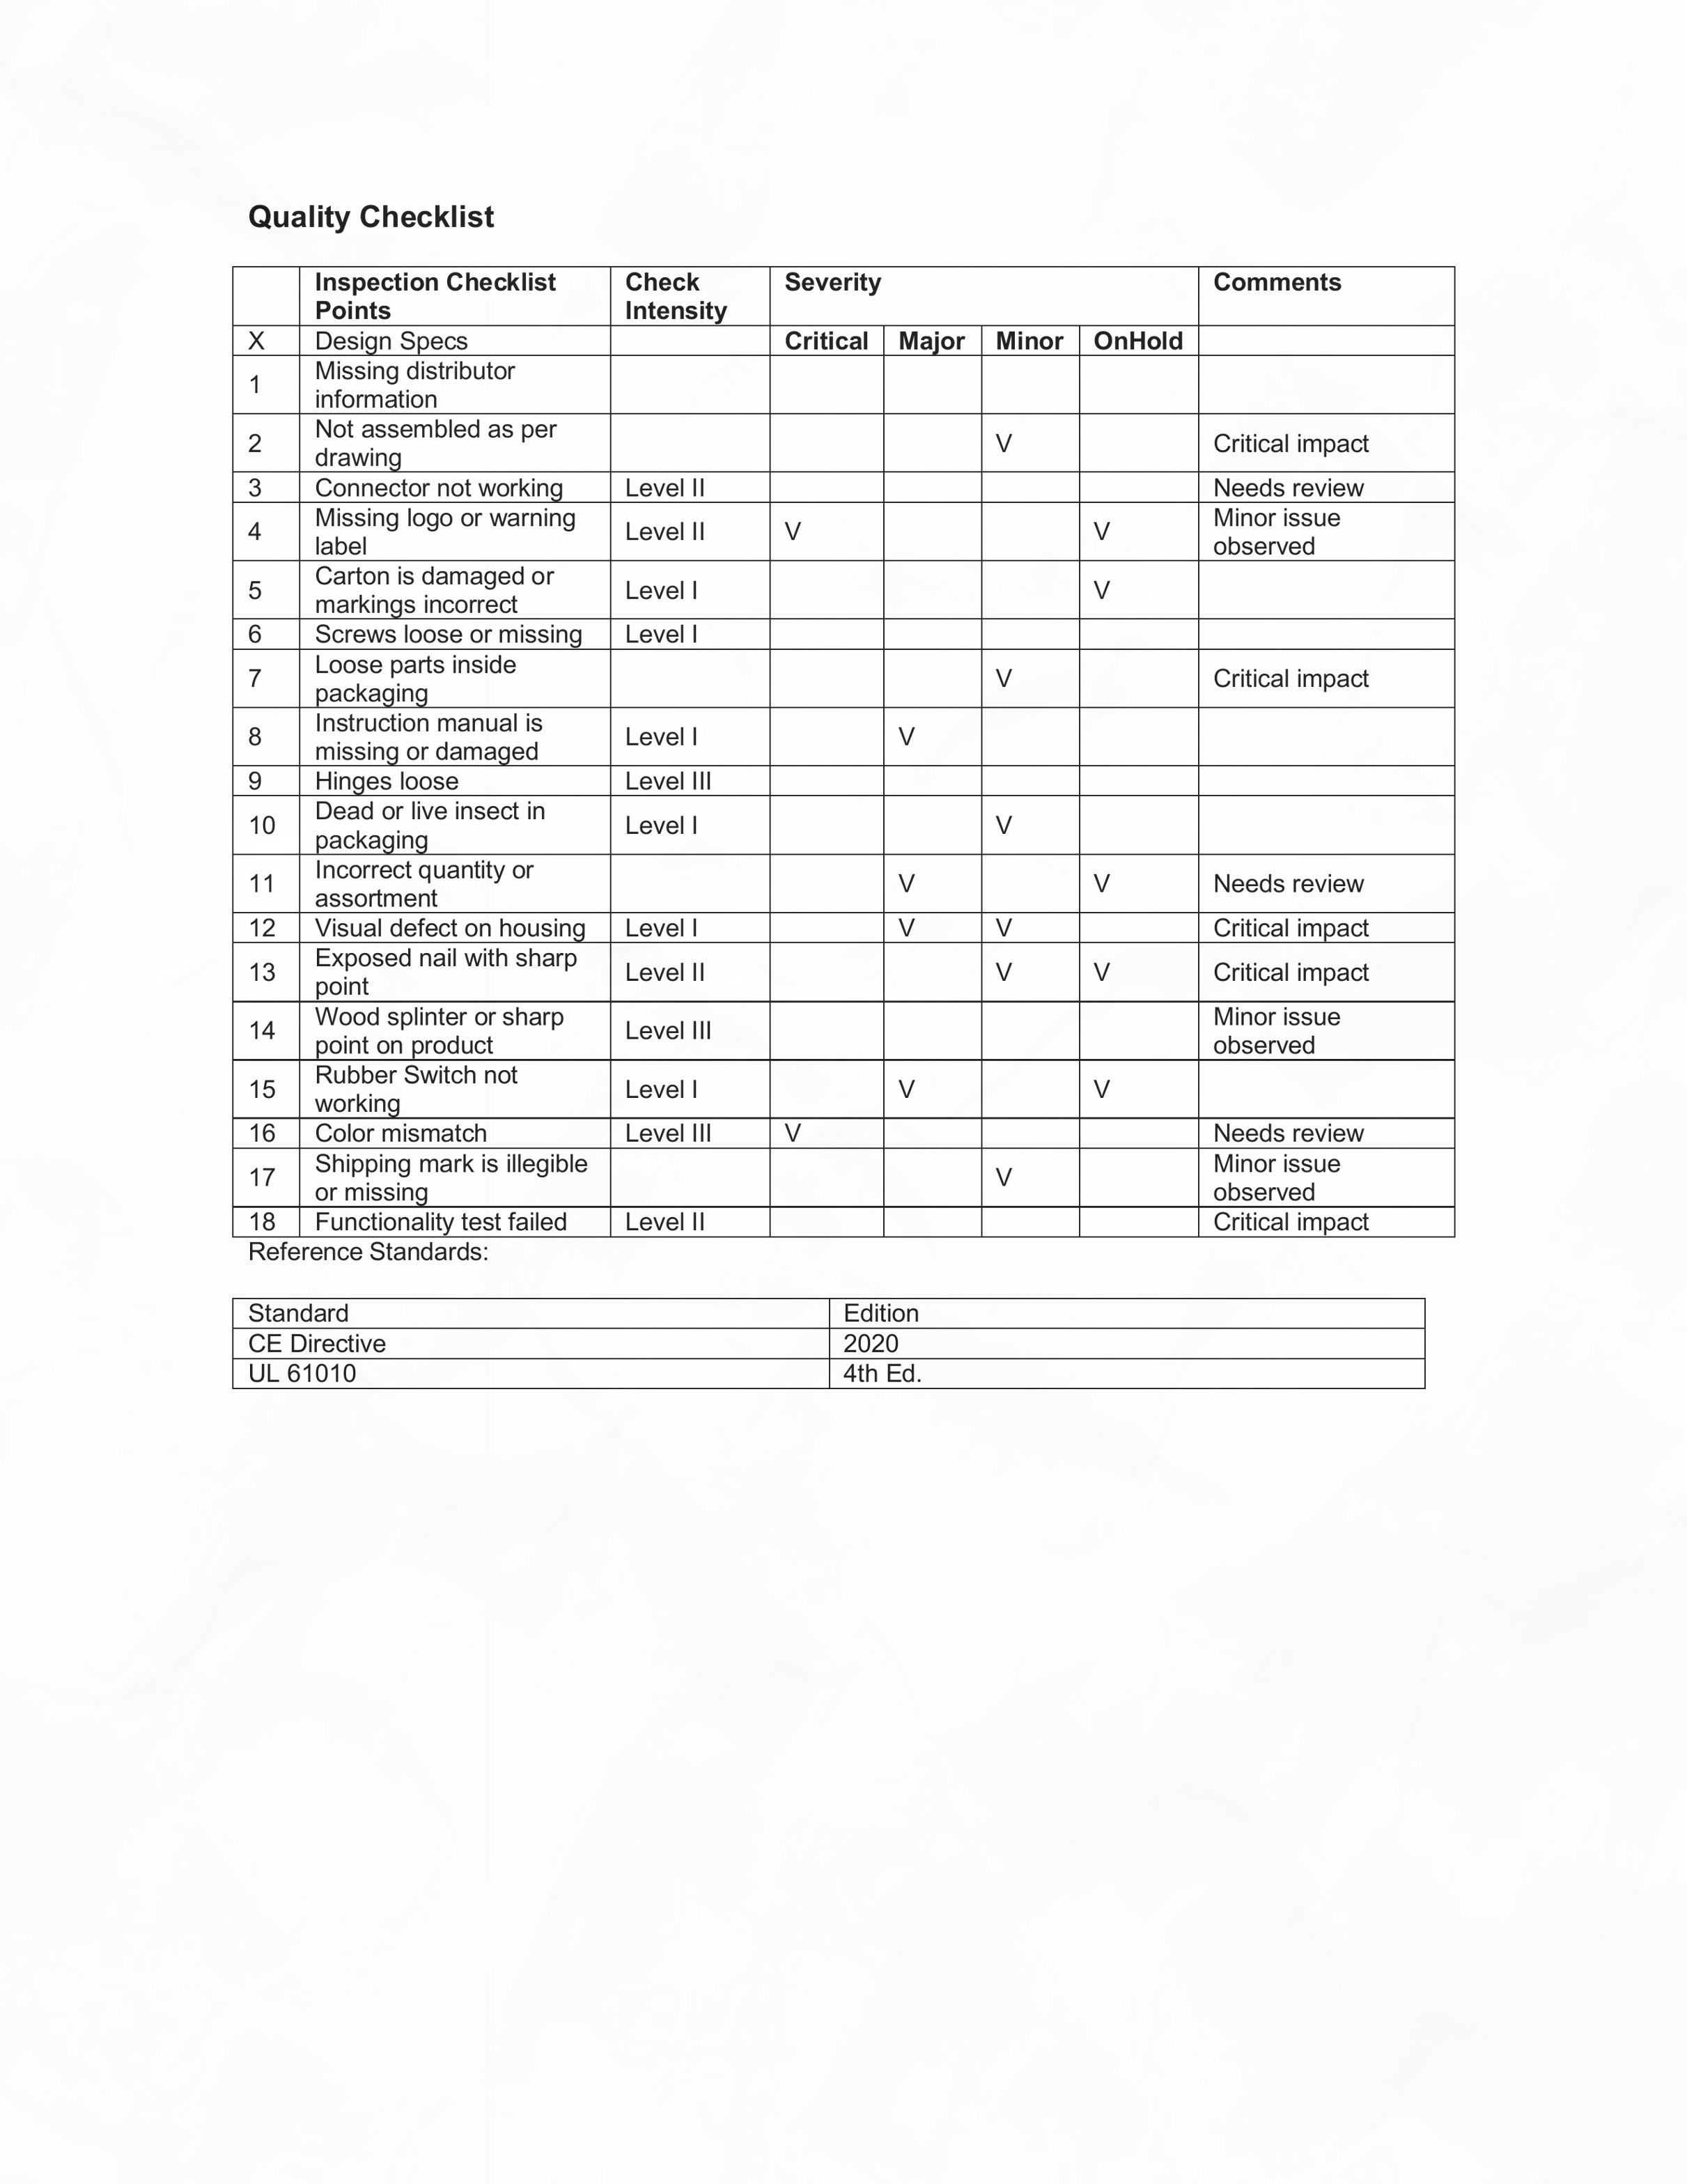 Quality Checklist
Inspection Checklist Points Check Intensity Severity Comments
X Design Specs Critical Major Minor OnHold
1 Missing distributor information
2 Not assembled as per drawing V Critical impact
3 Connector not working Level II Needs review
4 Missing logo or warning label Level II V V Minor issue observed
5 Carton is damaged or markings incorrect Level I V
6 Screws loose or missing Level I
7 Loose parts inside packaging V Critical impact
8 Instruction manual is missing or damaged Level I V
9 Hinges loose Level III
10 Dead or live insect in packaging Level I V
11 Incorrect quantity or assortment V V Needs review
12 Visual defect on housing Level I V V Critical impact
13 Exposed nail with sharp point Level II V V Critical impact
14 Wood splinter or sharp point on product Level III Minor issue observed
15 Rubber Switch not working Level I V V
16 Color mismatch Level III V Needs review
17 Shipping mark is illegible or missing V Minor issue observed
18 Functionality test failed Level II Critical impact
Reference Standards:
Standard Edition
CE Directive 2020
UL 61010 4th Ed.